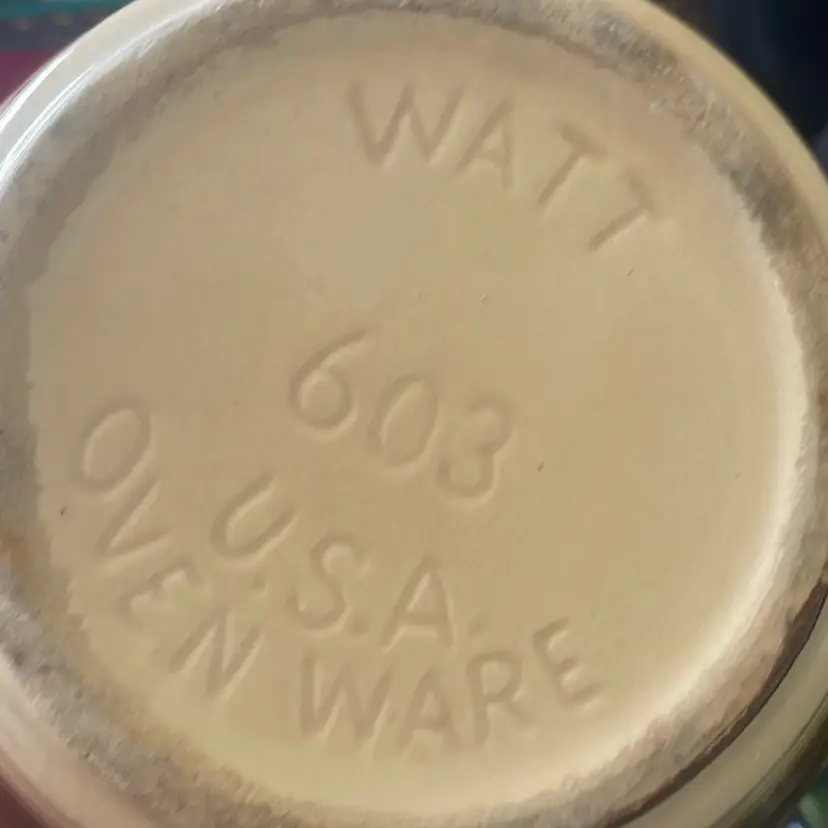 WATT
603
U.S.A.
OVEN WARE